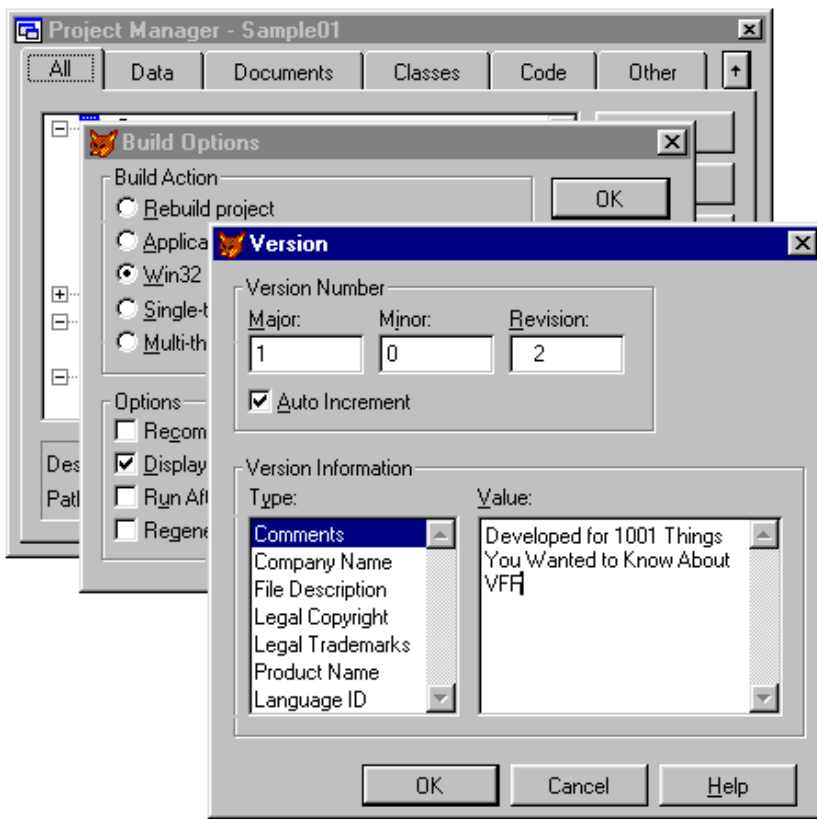 Project Manager - Sample01
All Data Documents Classes Code Other
Build Options
Build Action
OK
Rebuild project
Applica
Win32
Single-t
Multi-th
Options
Recom
Display
Run Aft
Regene
Des
Path
Version
Version Number
Major: Minor: Revision:
1 0 2
Auto Increment
Version Information
Type: Value:
Comments
Company Name
File Description
Legal Copyright
Legal Trademarks
Product Name
Language ID
Developed for 1001 Things
You Wanted to Know About
VFP
OK Cancel Help